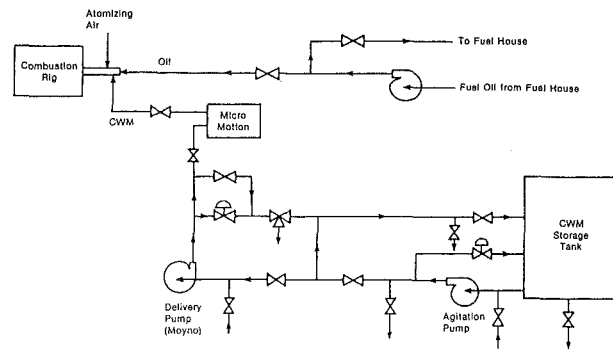 Atomizing
Air
Combustion
Rig
Oil
To Fuel House
Fuel Oil from Fuel House
CWM
Micro
Motion
CWM
Storage
Tank
Delivery
Pump
(Moyno)
Agitation
Pump